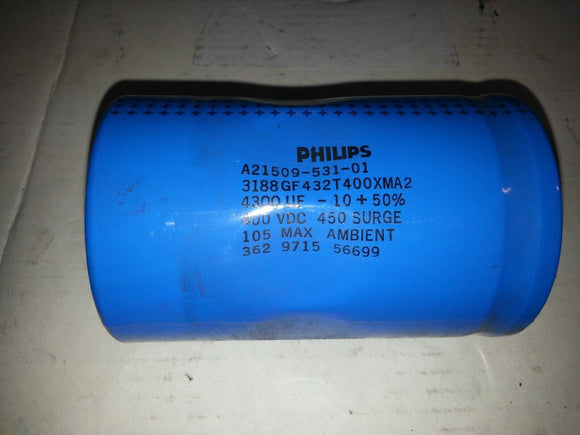 PHILIPS
A21509-531-01
3188GF432T400XMA2
4300 UF - 10 + 50%
400 VDC 450 SURGE
105 MAX AMBIENT
362 9715 56699